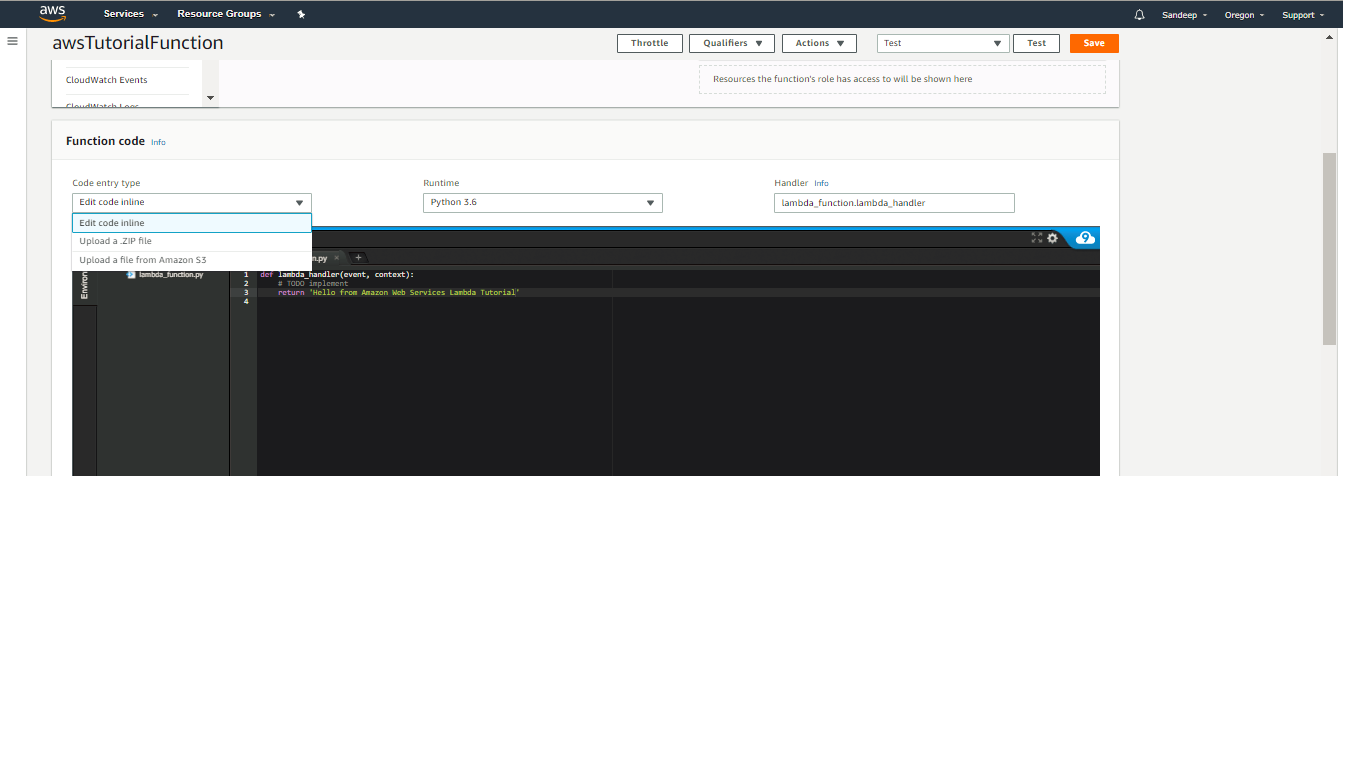 aws
Services
Resource Groups
Sandeep
Oregon
Support
awsTutorialFunction
Throttle
Qualifiers
Actions
Test
Test
Save
CloudWatch Events
CloudWatch Logs
Resources the function's role has access to will be shown here
Function code Info
Code entry type
Runtime
Handler Info
Edit code inline
Python 3.6
lambda_function.lambda_handler
Edit code inline
Upload a .ZIP file
Upload a file from Amazon S3
9
n.py
Environ
lambda_function.py
1 def lambda_handler(event, context):
2 # TODO implement
3 return 'Hello from Amazon Web Services Lambda Tutorial'
4